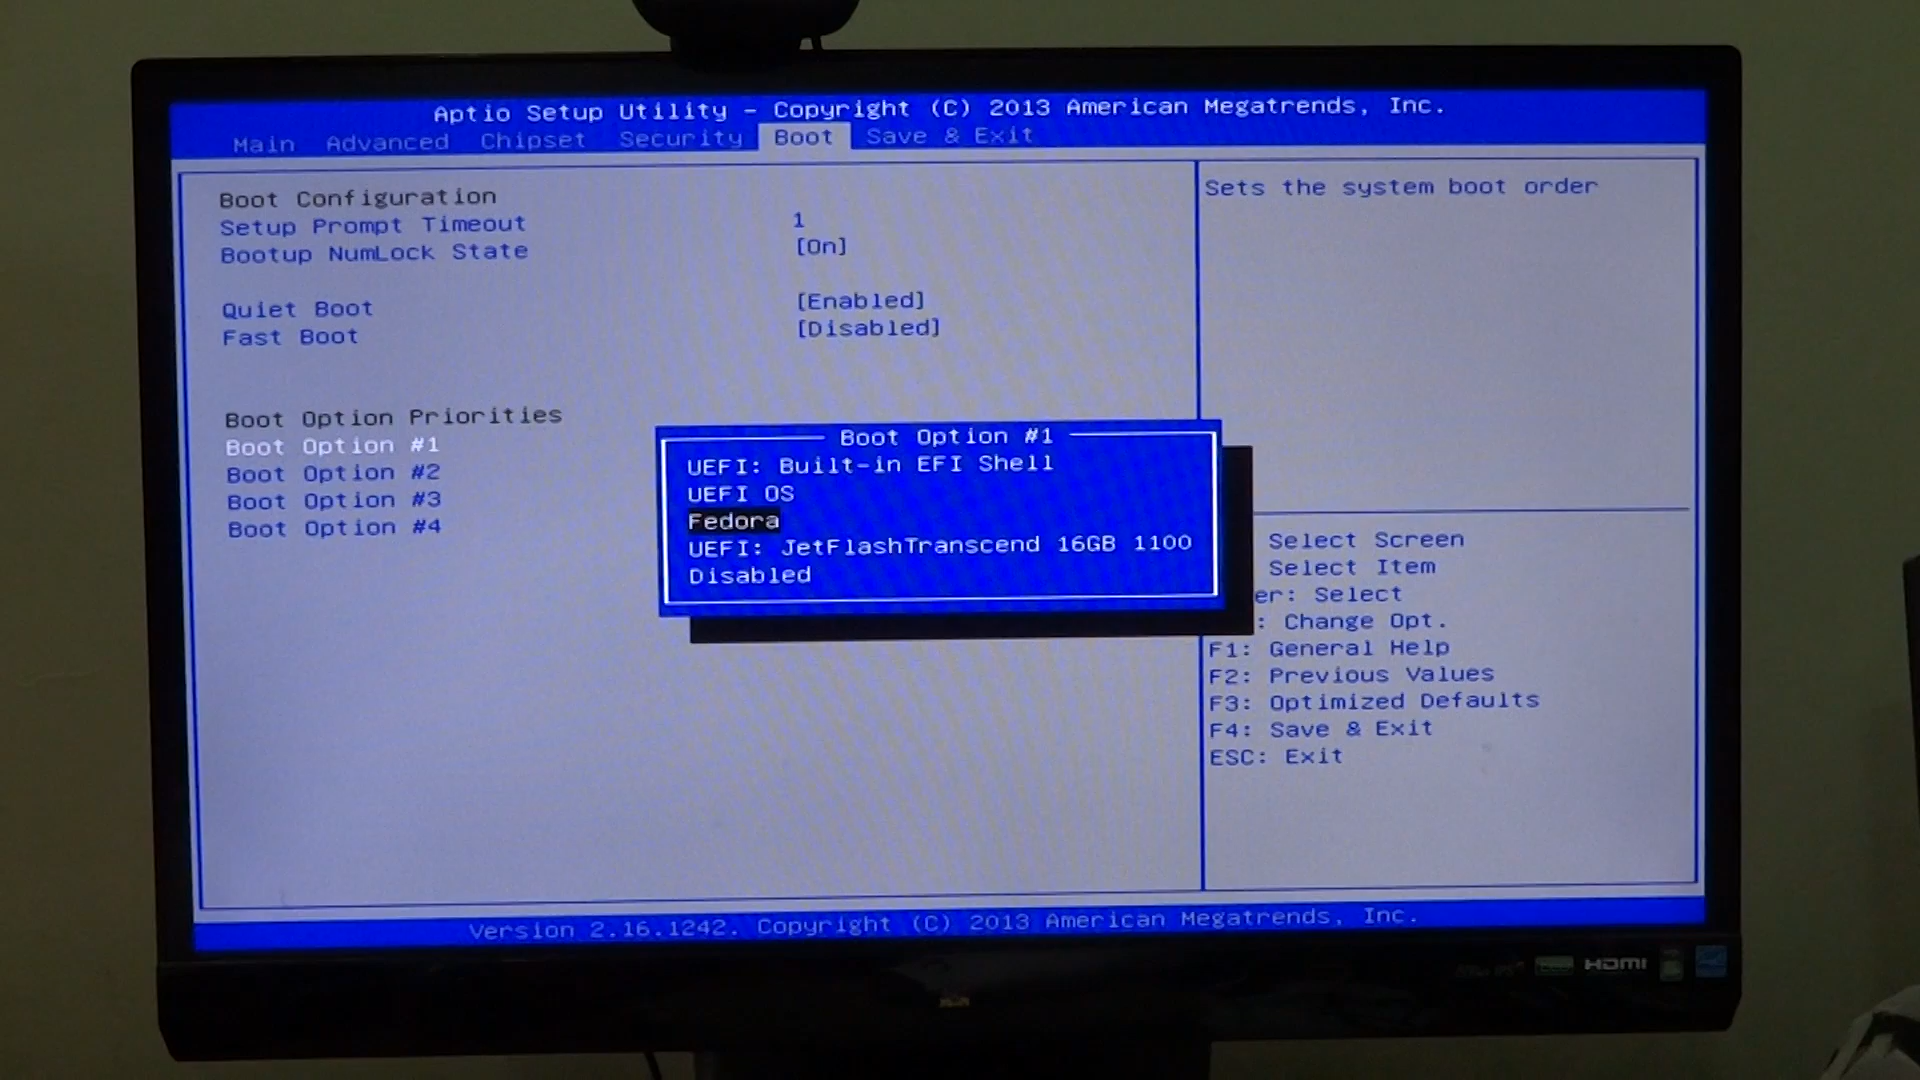 Aptio Setup Utility – Copyright (C) 2013 American Megatrends, Inc.
Main Advanced Chipset Security Boot Save & Exit
Boot Configuration
Setup Prompt Timeout 1
Bootup NumLock State [On]
Quiet Boot [Enabled]
Fast Boot [Disabled]
Boot Option Priorities
Boot Option #1
Boot Option #2
Boot Option #3
Boot Option #4
Boot Option #1
UEFI: Built-in EFI Shell
UEFI OS
Fedora
UEFI: JetFlashTranscend 16GB 1100
Disabled
Sets the system boot order
Select Screen
Select Item
er: Select
: Change Opt.
F1: General Help
F2: Previous Values
F3: Optimized Defaults
F4: Save & Exit
ESC: Exit
Version 2.16.1242. Copyright (C) 2013 American Megatrends, Inc.
HDMI